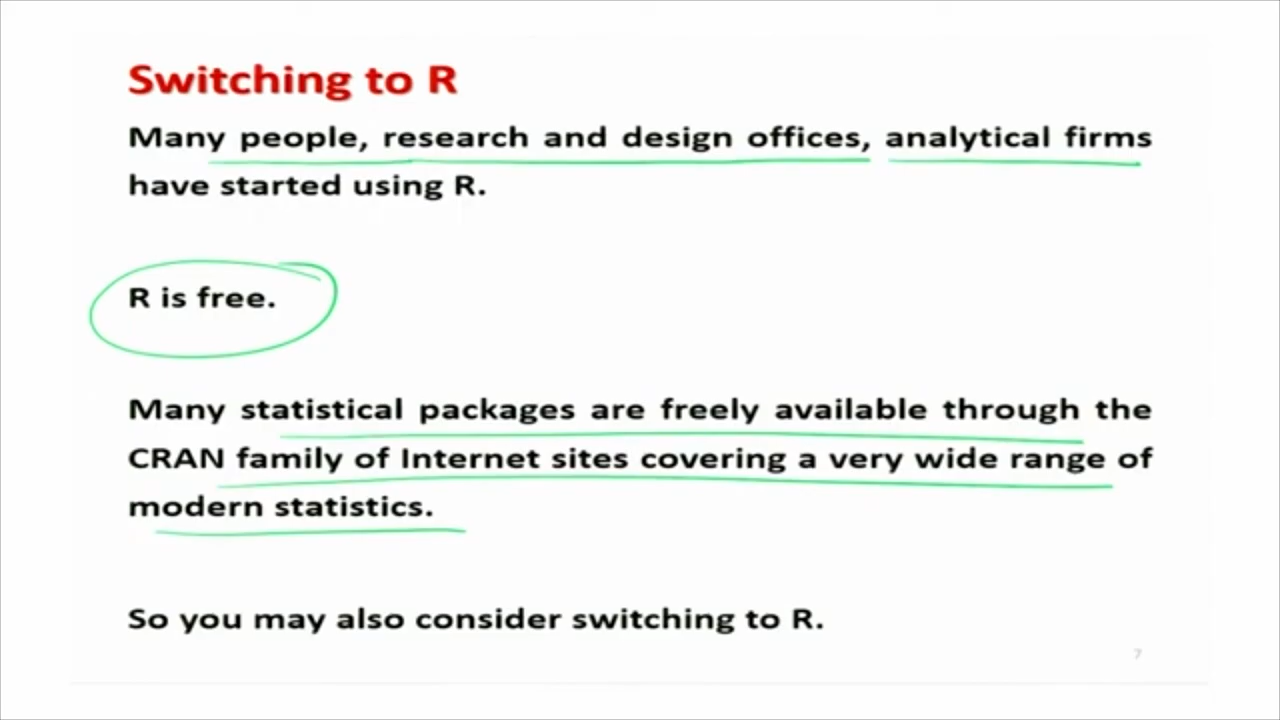 Switching to R
Many people, research and design offices, analytical firms
have started using R.
R is free.
Many statistical packages are freely available through the
CRAN family of Internet sites covering a very wide range of
modern statistics.
So you may also consider switching to R.
7